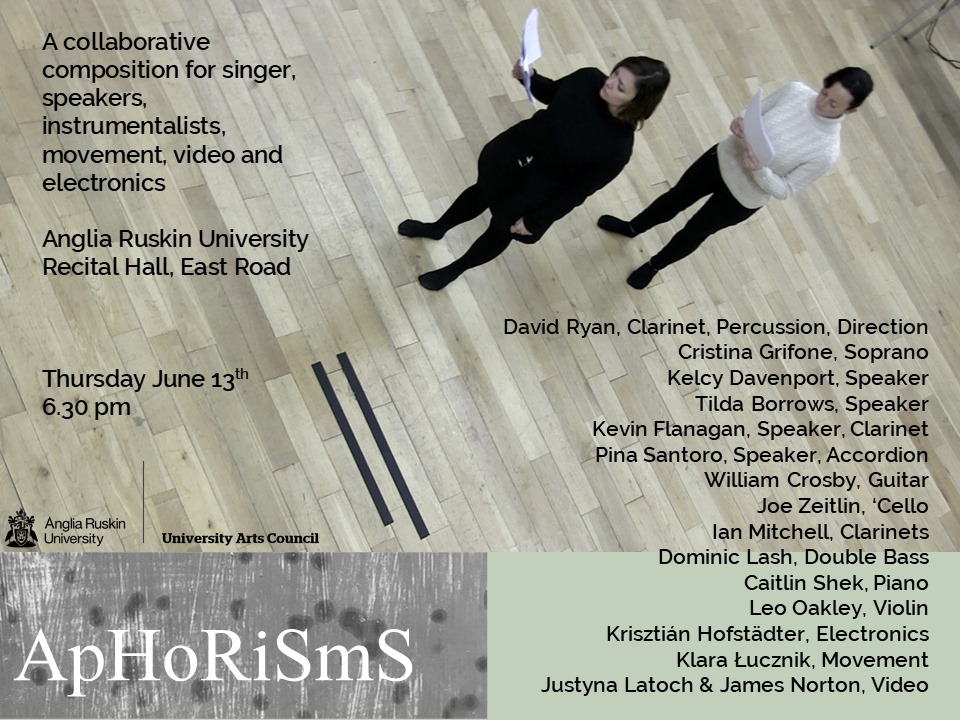 A collaborative
composition for singer,
speakers,
instrumentalists,
movement, video and
electronics
Anglia Ruskin University
Recital Hall, East Road
Thursday June 13th
6.30 pm
David Ryan, Clarinet, Percussion, Direction
Cristina Grifone, Soprano
Kelcy Davenport, Speaker
Tilda Borrows, Speaker
Kevin Flanagan, Speaker, Clarinet
Pina Santoro, Speaker, Accordion
William Crosby, Guitar
Joe Zeitlin, ‘Cello
Ian Mitchell, Clarinets
Dominic Lash, Double Bass
Caitlin Shek, Piano
Leo Oakley, Violin
Krisztián Hofstädter, Electronics
Klara Łucznik, Movement
Justyna Latoch & James Norton, Video
Anglia Ruskin
University
University Arts Council
ApHoRiSmS